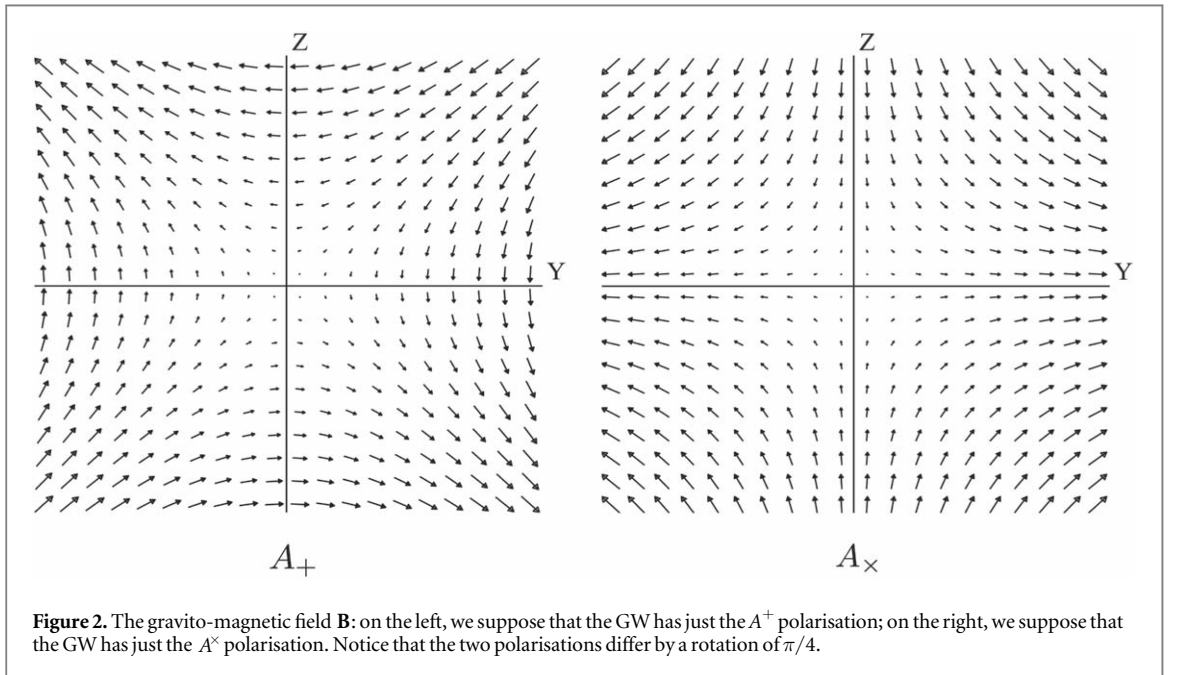 Z Z
Y Y
A₊ A×
Figure 2. The gravito-magnetic field B: on the left, we suppose that the GW has just the A⁺ polarisation; on the right, we suppose that
the GW has just the A× polarisation. Notice that the two polarisations differ by a rotation of π/4.